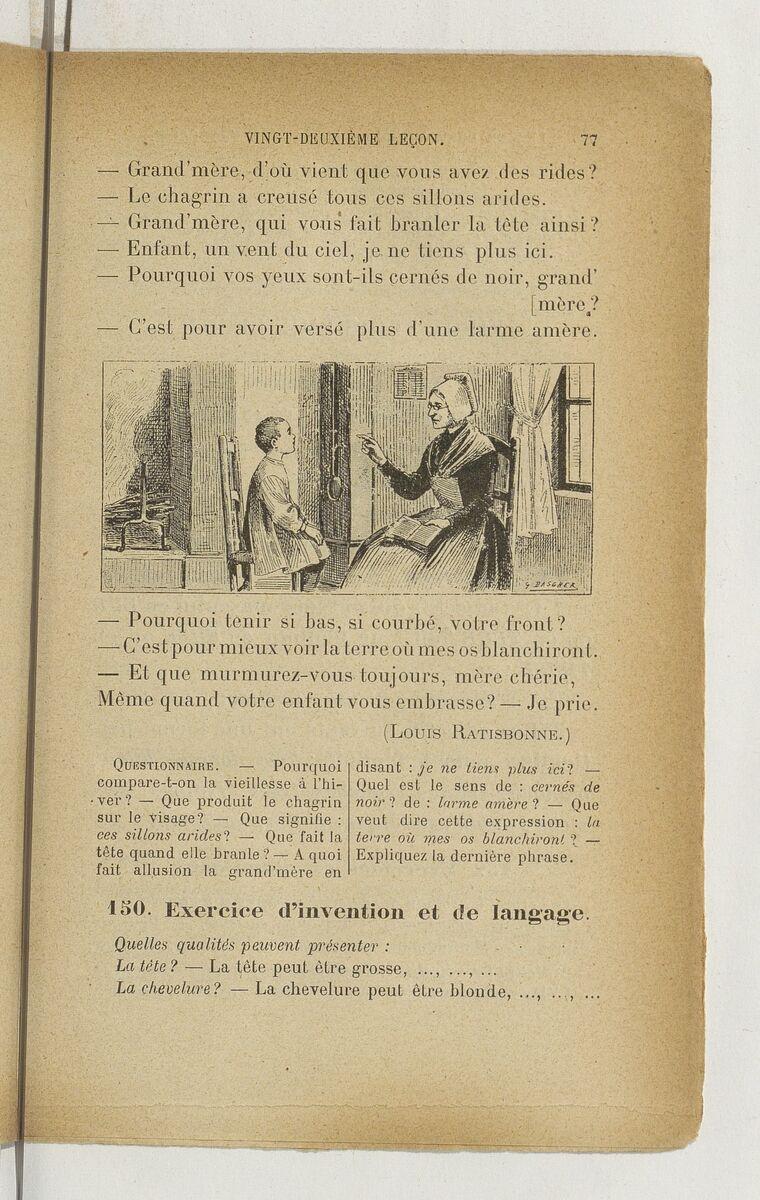 VINGT-DEUXIÈME LEÇON. 77
— Grand'mère, d'où vient que vous avez des rides?
— Le chagrin a creusé tous ces sillons arides.
— Grand'mère, qui vous fait branler la tête ainsi?
— Enfant, un vent du ciel, je ne tiens plus ici.
— Pourquoi vos yeux sont-ils cernés de noir, grand'
[mère?
— C'est pour avoir versé plus d'une larme amère.
G DASCHER
— Pourquoi tenir si bas, si courbé, votre front?
— C'est pour mieux voir la terre où mes os blanchiront.
— Et que murmurez-vous toujours, mère chérie,
Même quand votre enfant vous embrasse? — Je prie.
(LOUIS RATISBONNE.)
QUESTIONNAIRE. — Pourquoi
compare-t-on la vieillesse à l'hi-
ver? — Que produit le chagrin
sur le visage? — Que signifie :
ces sillons arides? — Que fait la
tête quand elle branle? — A quoi
fait allusion la grand'mère en
disant : je ne tiens plus ici? —
Quel est le sens de : cernés de
noir? de : larme amère? — Que
veut dire cette expression : la
terre où mes os blanchiront? —
Expliquez la dernière phrase.
150. Exercice d'invention et de langage.
Quelles qualités peuvent présenter :
La tête? — La tête peut être grosse, ..., ..., ...
La chevelure? — La chevelure peut être blonde, ..., ..., ...